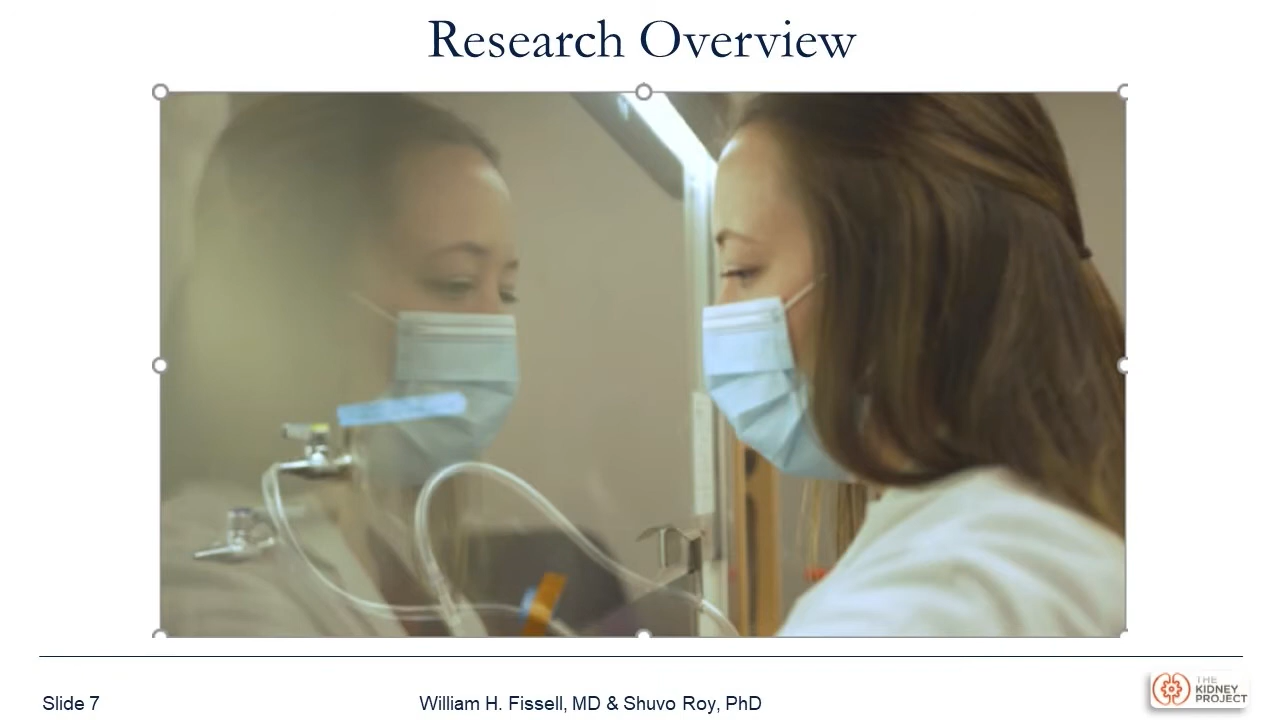 Research Overview
Slide 7
William H. Fissell, MD & Shuvo Roy, PhD
THE
KIDNEY
PROJECT